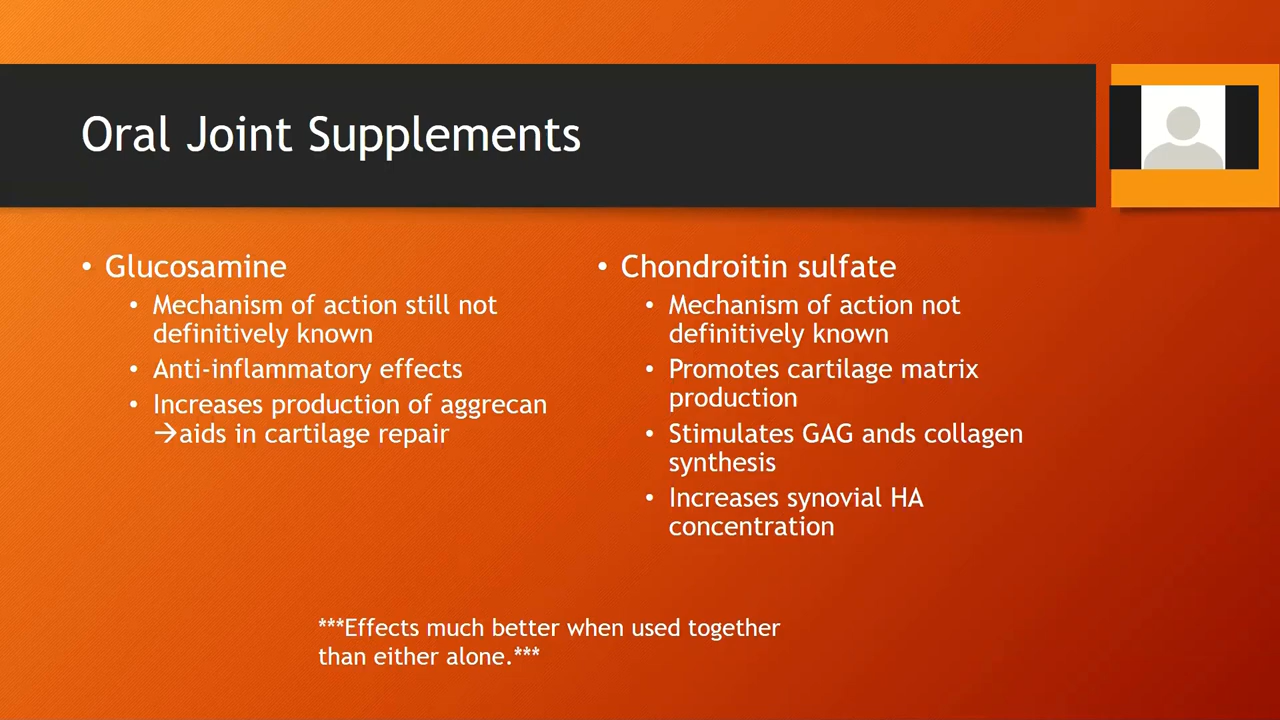 Oral Joint Supplements
• Glucosamine
• Mechanism of action still not
definitively known
• Anti-inflammatory effects
• Increases production of aggrecan
→aids in cartilage repair
• Chondroitin sulfate
• Mechanism of action not
definitively known
• Promotes cartilage matrix
production
• Stimulates GAG ands collagen
synthesis
• Increases synovial HA
concentration
***Effects much better when used together
than either alone.***